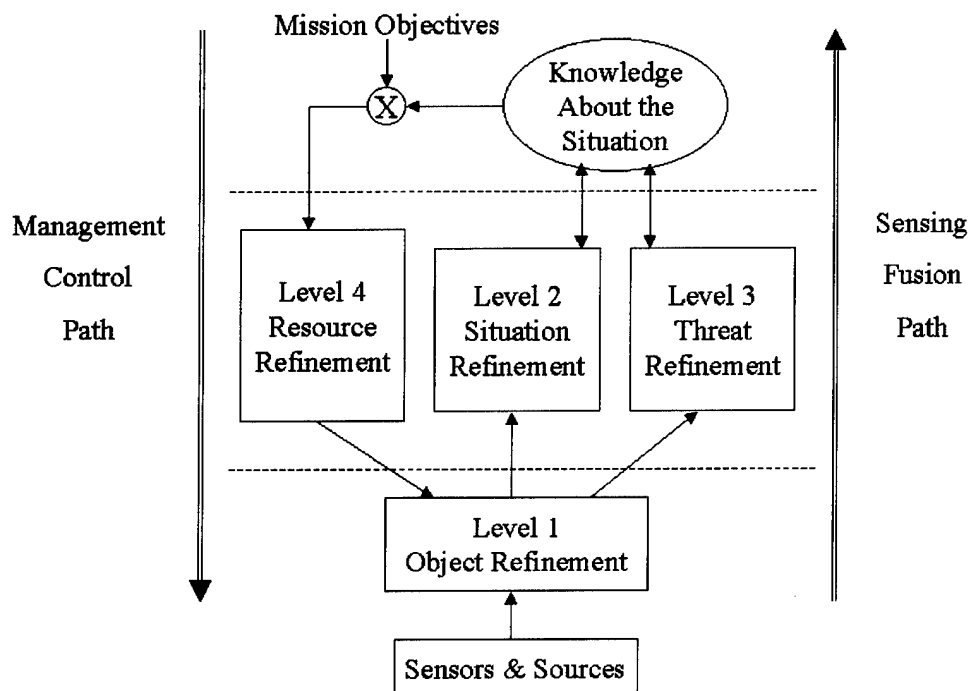 Mission Objectives
X
Knowledge
About the
Situation
Management
Control
Path
Sensing
Fusion
Path
Level 4
Resource
Refinement
Level 2
Situation
Refinement
Level 3
Threat
Refinement
Level 1
Object Refinement
Sensors & Sources